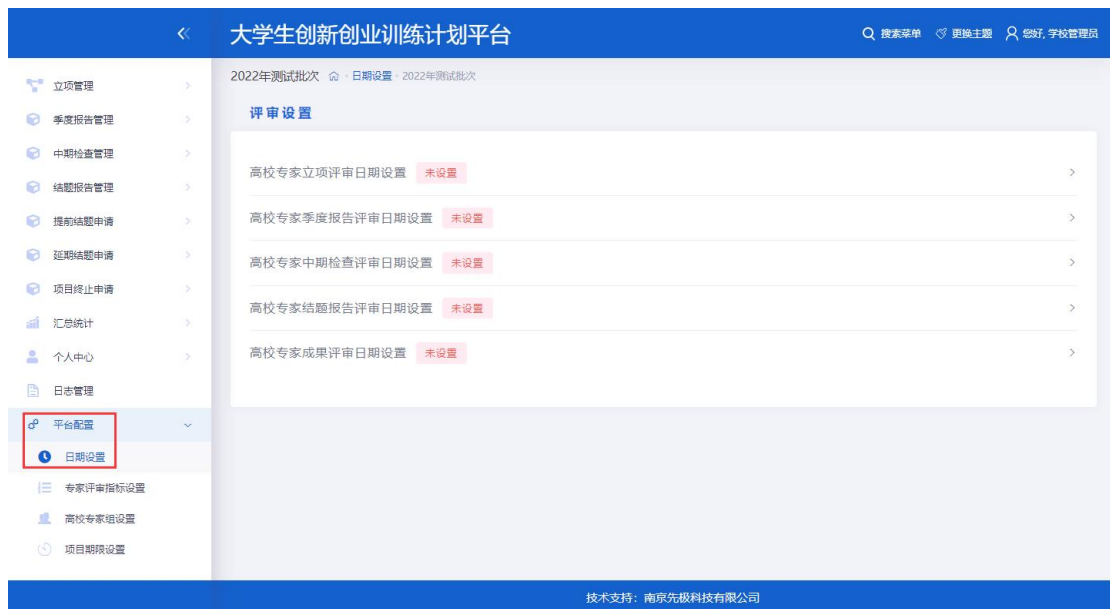 大学生创新创业训练计划平台
搜索菜单 更换主题 您好, 学校管理员
立项管理
季度报告管理
中期检查管理
结题报告管理
提前结题申请
延期结题申请
项目终止申请
汇总统计
个人中心
日志管理
平台配置
日期设置
专家评审指标设置
高校专家组设置
项目期限设置
2022年测试批次 日期设置 2022年测试批次
评审设置
高校专家立项评审日期设置 未设置
高校专家季度报告评审日期设置 未设置
高校专家中期检查评审日期设置 未设置
高校专家结题报告评审日期设置 未设置
高校专家成果评审日期设置 未设置
技术支持：南京先极科技有限公司